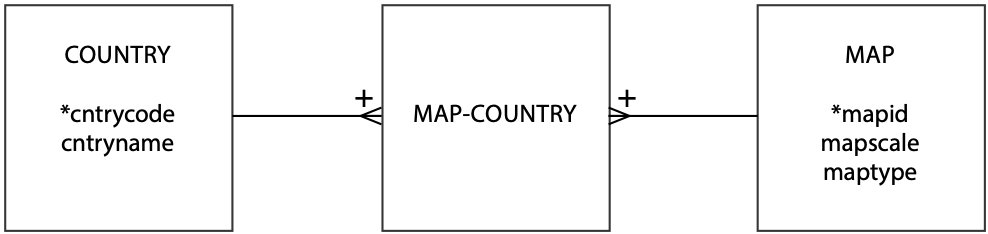 COUNTRY
*cntrycode
cntryname
+
MAP-COUNTRY
+
MAP
*mapid
mapscale
maptype